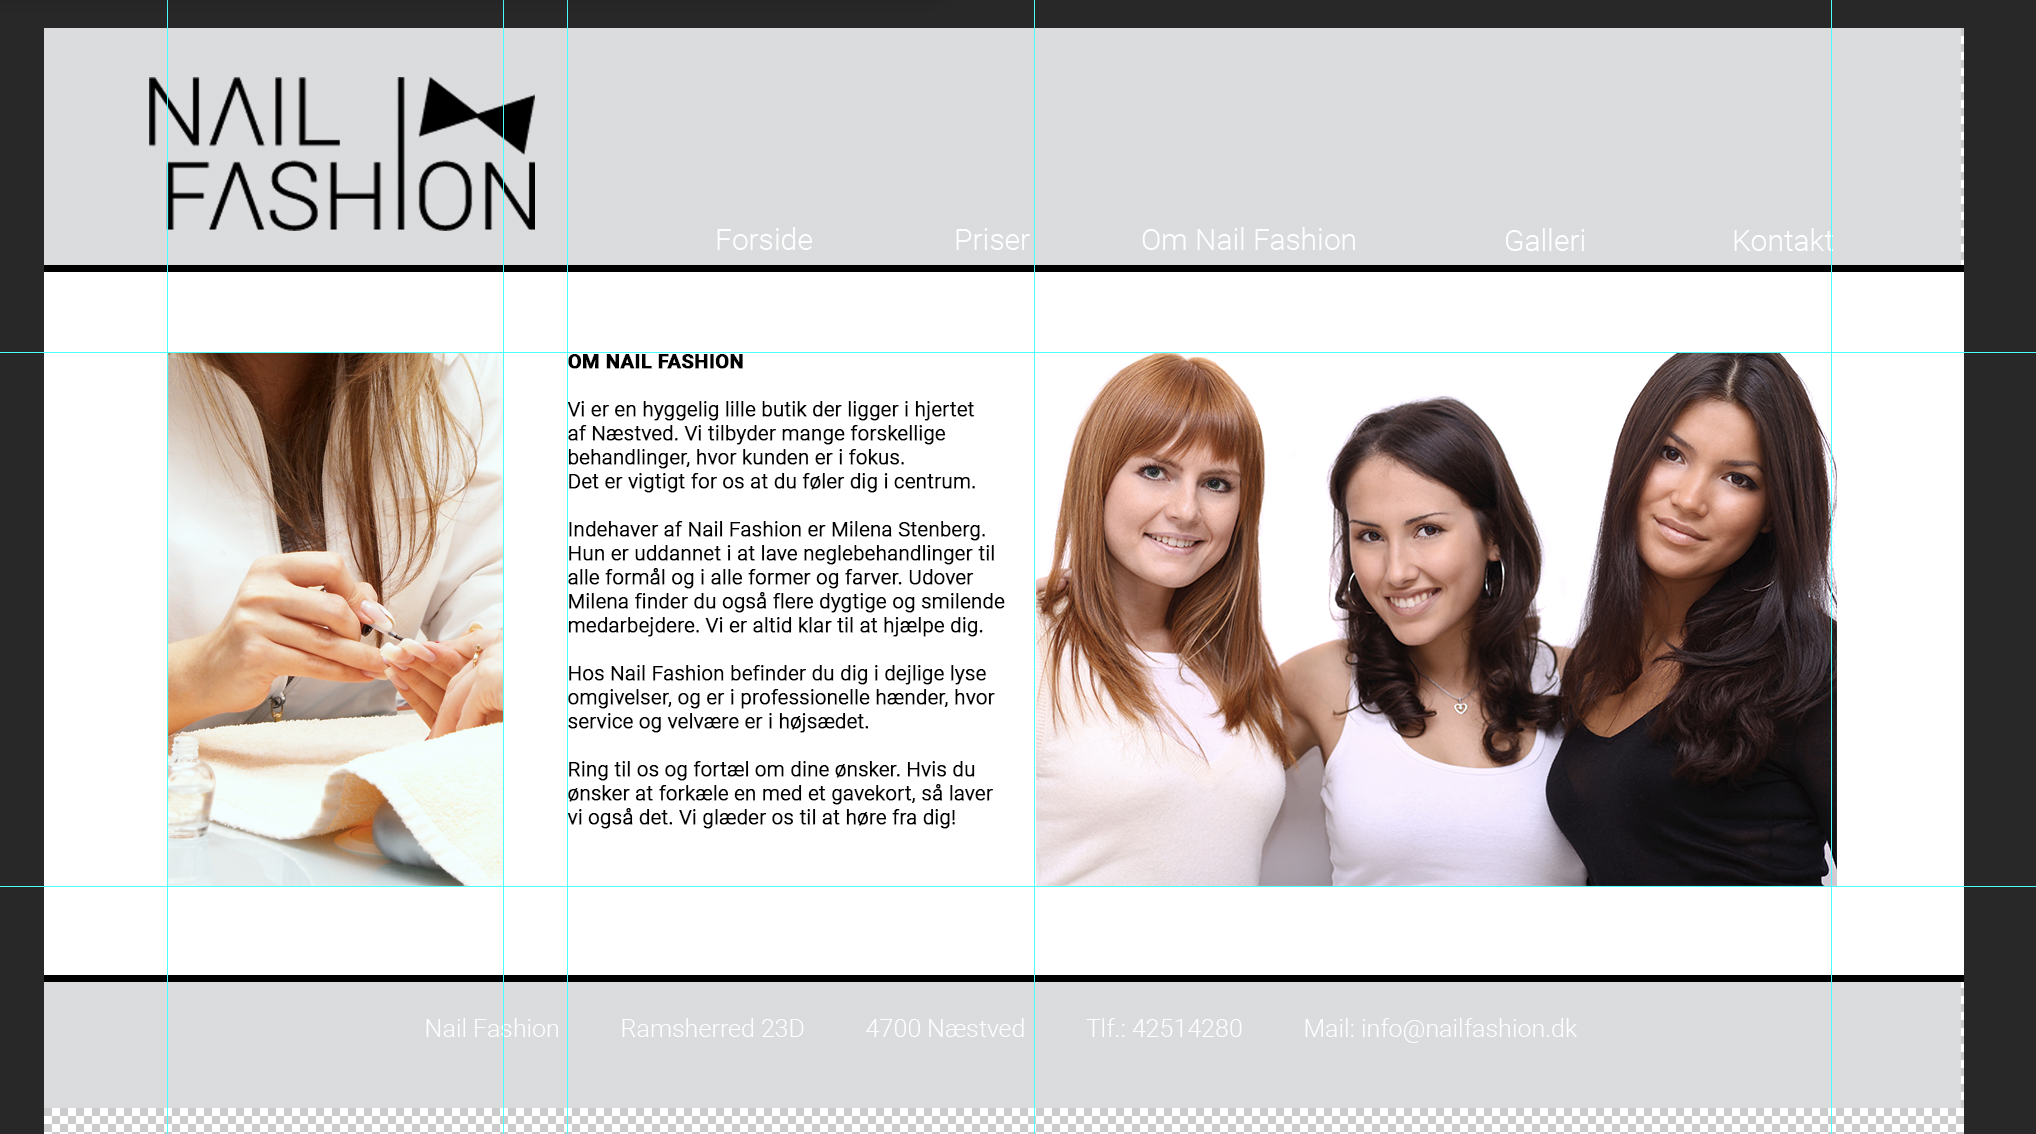 NAIL
FASHION
Forside
Priser
Om Nail Fashion
Galleri
Kontakt
OM NAIL FASHION
Vi er en hyggelig lille butik der ligger i hjertet
af Næstved. Vi tilbyder mange forskellige
behandlinger, hvor kunden er i fokus.
Det er vigtigt for os at du føler dig i centrum.
Indehaver af Nail Fashion er Milena Stenberg.
Hun er uddannet i at lave neglebehandlinger til
alle formål og i alle former og farver. Udover
Milena finder du også flere dygtige og smilende
medarbejdere. Vi er altid klar til at hjælpe dig.
Hos Nail Fashion befinder du dig i dejlige lyse
omgivelser, og er i professionelle hænder, hvor
service og velvære er i højsædet.
Ring til os og fortæl om dine ønsker. Hvis du
ønsker at forkæle en med et gavekort, så laver
vi også det. Vi glæder os til at høre fra dig!
Nail Fashion
Ramsherred 23D
4700 Næstved
Tlf.: 42514280
Mail: info@nailfashion.dk